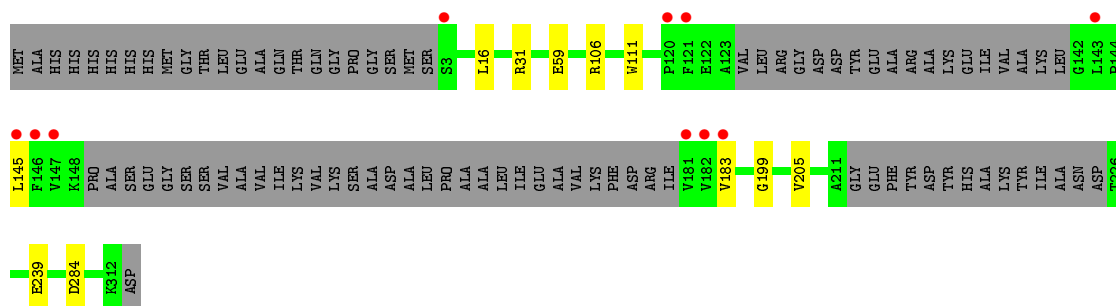 MET ALA HIS HIS HIS HIS HIS HIS MET GLY THR LEU GLU ALA GLN THR GLN GLY PRO GLY SER MET SER S3 L16 R31 E59 R106 W111 P120 F121 E122 A123 VAL LEU ARG GLY ASP ASP TYR GLU ALA ARG ALA LYS GLU ILE VAL ALA LYS LEU G142 L143 P144
L145 F146 V147 K148 PRO ALA SER GLU GLY SER SER VAL ALA VAL ILE LYS VAL LYS SER ALA ASP ALA LEU PRO ALA ALA LEU ILE GLU ALA VAL LYS PHE ASP ARG ILE V181 V182 V183 G199 V205 A211 GLY GLU PHE TYR ASP TYR HIS ALA LYS TYR ILE ALA ASN ASP T226
E239 D284 K312 ASP